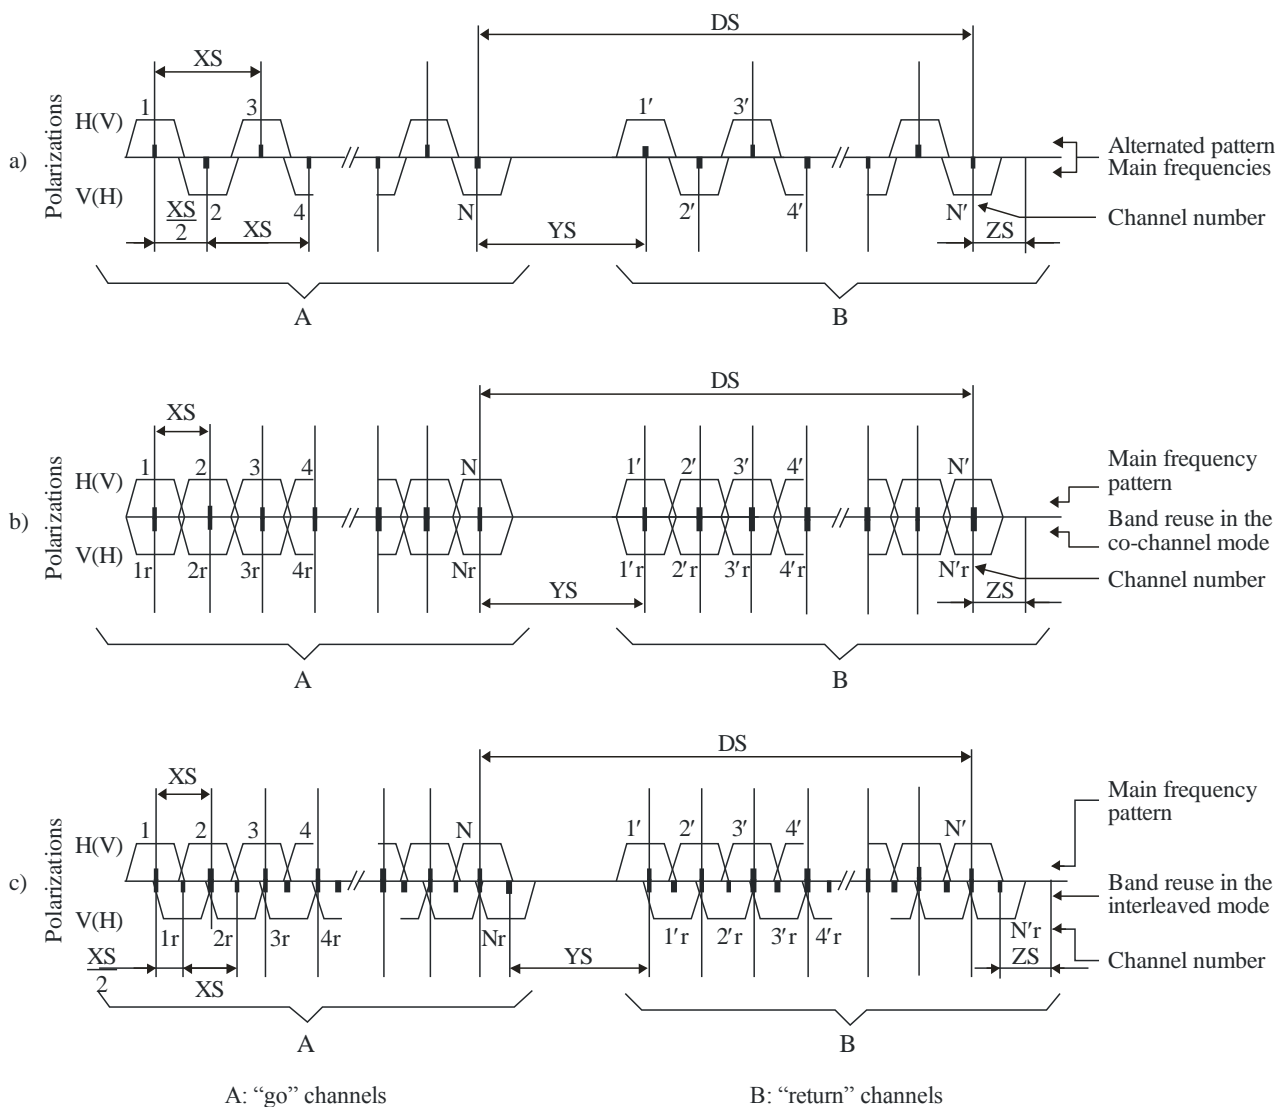 DS
XS
Polarizations
a)
H(V)
V(H)
1
3
1′
3′
XS
2
2
4
N
2′
4′
N′
XS
YS
ZS
Alternated pattern
Main frequencies
Channel number
A
B
DS
XS
Polarizations
b)
H(V)
V(H)
1
2
3
4
N
1′
2′
3′
4′
N′
1r
2r
3r
4r
Nr
1′r
2′r
3′r
4′r
N′r
YS
ZS
Main frequency
pattern
Band reuse in the
co-channel mode
Channel number
A
B
DS
XS
Polarizations
c)
H(V)
V(H)
1
2
3
4
N
1′
2′
3′
4′
N′
1r
2r
3r
4r
Nr
1′r
2′r
3′r
4′r
N′r
XS
2
XS
YS
ZS
Main frequency
pattern
Band reuse in the
interleaved mode
Channel number
A
B
A: “go” channels
B: “return” channels